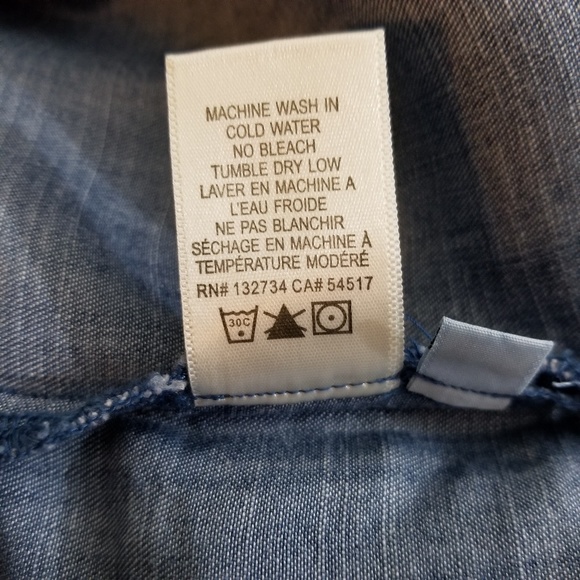 MACHINE WASH IN
COLD WATER
NO BLEACH
TUMBLE DRY LOW
LAVER EN MACHINE A
L'EAU FROIDE
NE PAS BLANCHIR
SÉCHAGE EN MACHINE À
TEMPÉRATURE MODÉRÉ
RN# 132734 CA# 54517
30C